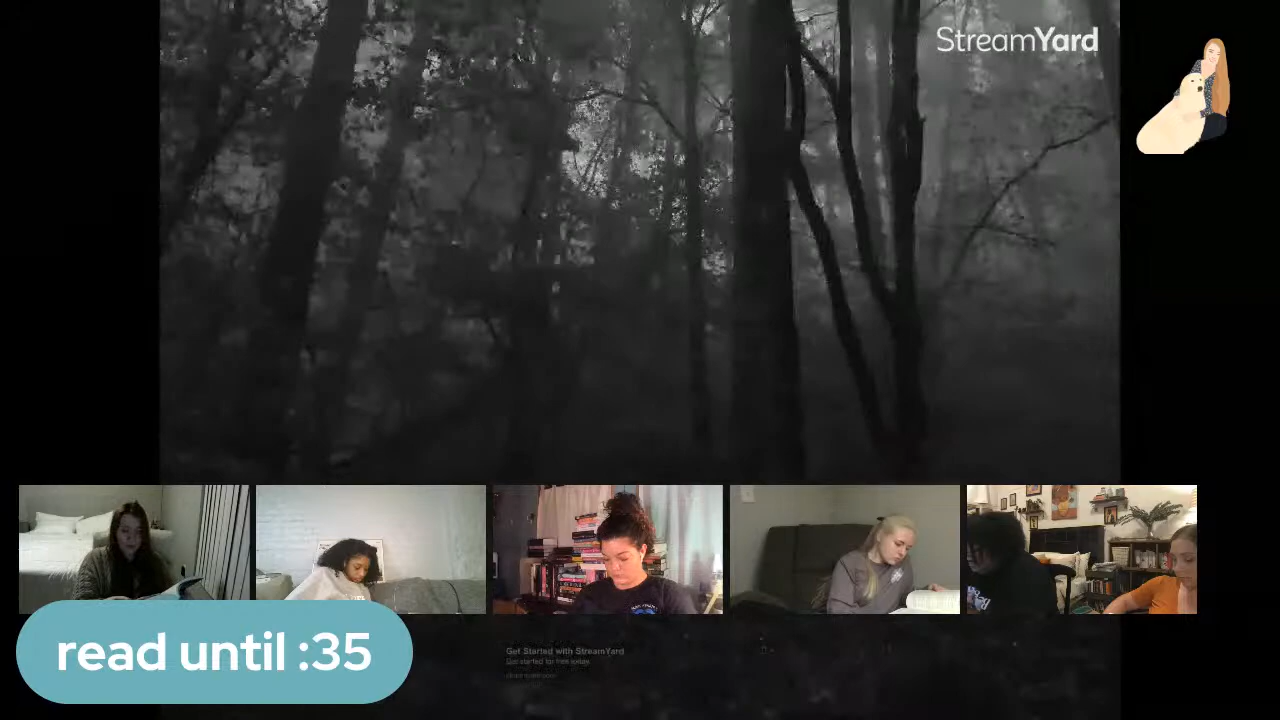 StreamYard
read until :35
Get Started with StreamYard
Get started for free today.